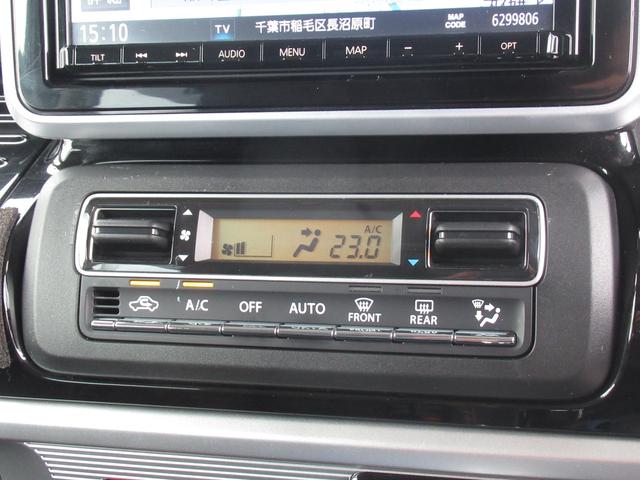 15:10 TV 千葉市稲毛区長沼原町 MAP CODE 6299806
TILT AUDIO MENU MAP − + OPT
A/C
23.0
A/C OFF AUTO FRONT REAR